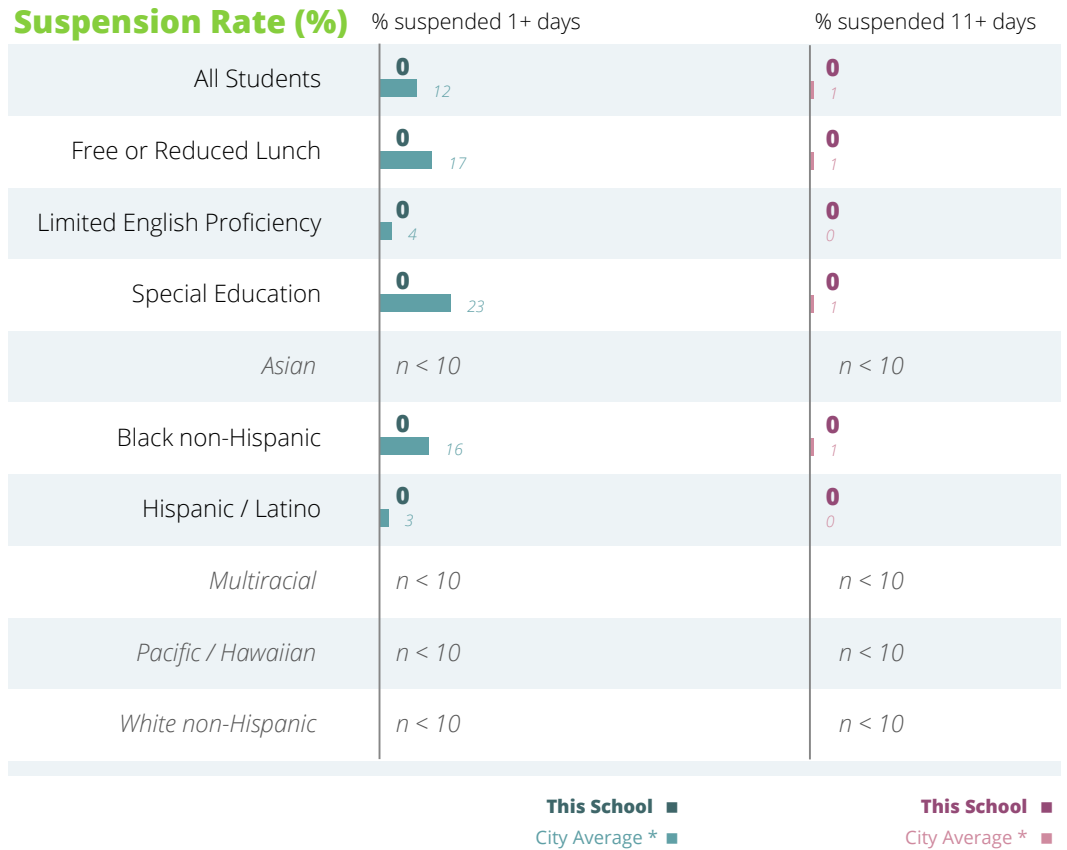 Suspension Rate (%) % suspended 1+ days % suspended 11+ days
All Students 0 12 0 1
Free or Reduced Lunch 0 17 0 1
Limited English Proficiency 0 4 0 0
Special Education 0 23 0 1
Asian n < 10 n < 10
Black non-Hispanic 0 16 0 1
Hispanic / Latino 0 3 0 0
Multiracial n < 10 n < 10
Pacific / Hawaiian n < 10 n < 10
White non-Hispanic n < 10 n < 10
This School This School
City Average * City Average *